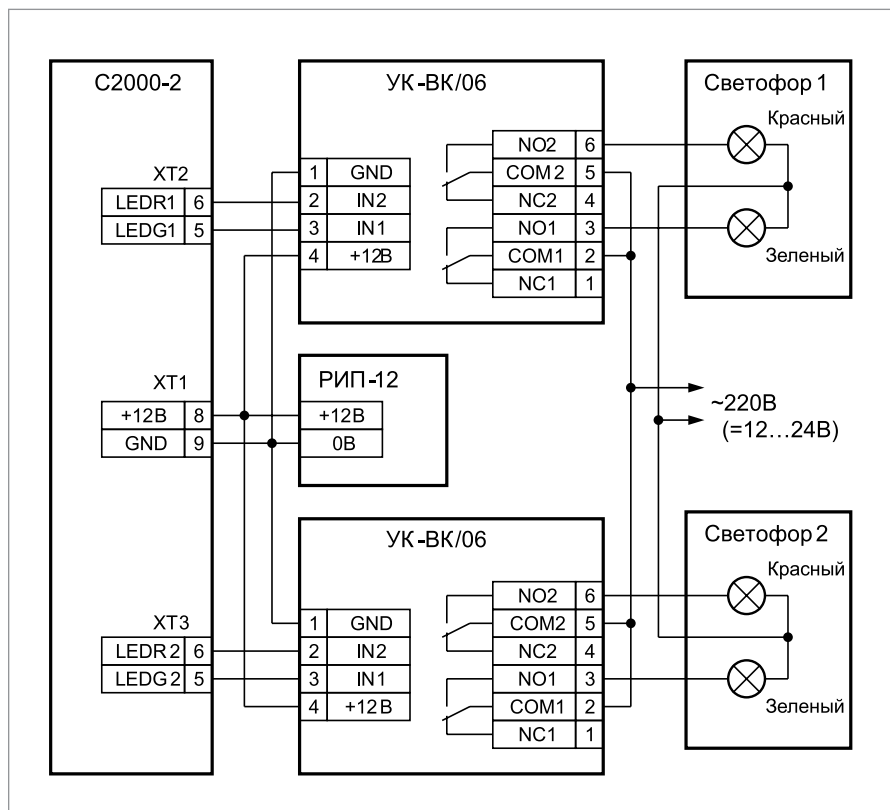 С2000-2
XT2
LEDR1 6
LEDG1 5
XT1
+12В 8
GND 9
XT3
LEDR2 6
LEDG2 5
УК-ВК/06
1 GND
2 IN2
3 IN1
4 +12В
NO2 6
COM2 5
NC2 4
NO1 3
COM1 2
NC1 1
РИП-12
+12В
0В
УК-ВК/06
1 GND
2 IN2
3 IN1
4 +12В
NO2 6
COM2 5
NC2 4
NO1 3
COM1 2
NC1 1
Светофор 1
Красный
Зеленый
~220В
(=12...24В)
Светофор 2
Красный
Зеленый